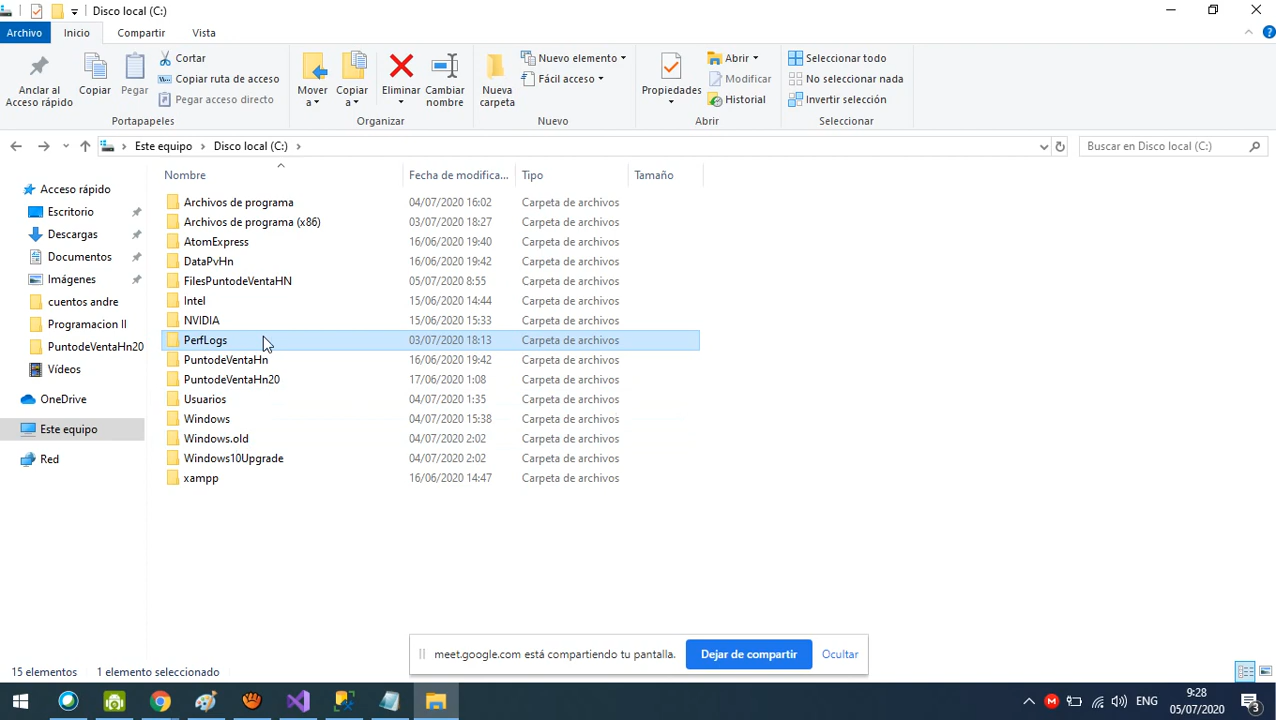 Disco local (C:)
Archivo Inicio Compartir Vista
Anclar al Acceso rápido
Copiar
Pegar
Cortar
Copiar ruta de acceso
Pegar acceso directo
Portapapeles
Mover a
Copiar a
Eliminar
Cambiar nombre
Organizar
Nueva carpeta
Nuevo elemento
Fácil acceso
Nuevo
Propiedades
Abrir
Modificar
Historial
Abrir
Seleccionar todo
No seleccionar nada
Invertir selección
Seleccionar
Este equipo Disco local (C:)
Buscar en Disco local (C:)
Acceso rápido
Escritorio
Descargas
Documentos
Imágenes
cuentos andre
Programacion II
PuntodeVentaHn20
Vídeos
OneDrive
Este equipo
Red
Nombre Fecha de modifica... Tipo Tamaño
Archivos de programa 04/07/2020 16:02 Carpeta de archivos
Archivos de programa (x86) 03/07/2020 18:27 Carpeta de archivos
AtomExpress 16/06/2020 19:40 Carpeta de archivos
DataPvHn 16/06/2020 19:42 Carpeta de archivos
FilesPuntodeVentaHN 05/07/2020 8:55 Carpeta de archivos
Intel 15/06/2020 14:44 Carpeta de archivos
NVIDIA 15/06/2020 15:33 Carpeta de archivos
PerfLogs 03/07/2020 18:13 Carpeta de archivos
PuntodeVentaHn 16/06/2020 19:42 Carpeta de archivos
PuntodeVentaHn20 17/06/2020 1:08 Carpeta de archivos
Usuarios 04/07/2020 1:35 Carpeta de archivos
Windows 04/07/2020 15:38 Carpeta de archivos
Windows.old 04/07/2020 2:02 Carpeta de archivos
Windows10Upgrade 04/07/2020 2:02 Carpeta de archivos
xampp 16/06/2020 14:47 Carpeta de archivos
meet.google.com está compartiendo tu pantalla. Dejar de compartir Ocultar
15 elementos 1 elemento seleccionado
ENG
9:28
05/07/2020
3